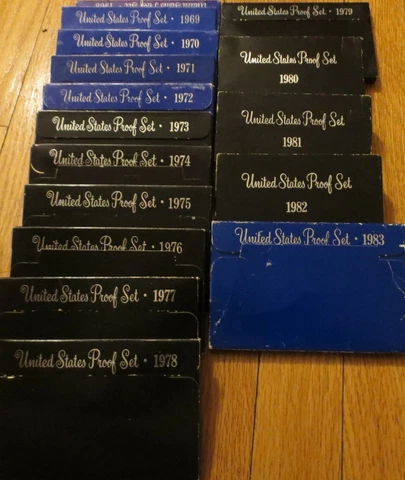 United States Proof Set · 1969
United States Proof Set · 1970
United States Proof Set · 1971
United States Proof Set · 1972
United States Proof Set · 1973
United States Proof Set · 1974
United States Proof Set · 1975
United States Proof Set · 1976
United States Proof Set · 1977
United States Proof Set · 1978
United States Proof Set · 1979
United States Proof Set
1980
United States Proof Set
1981
United States Proof Set
1982
United States Proof Set · 1983